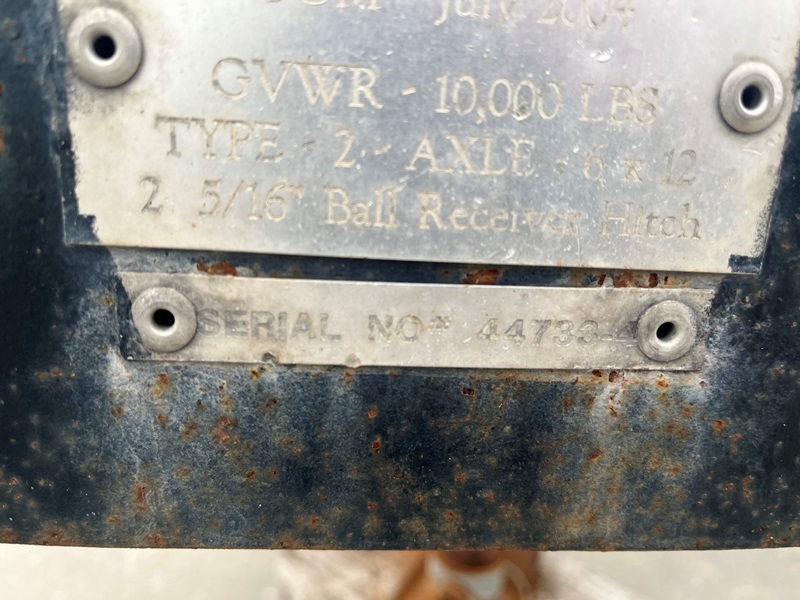 July 2004
GVWR - 10,000 LBS
TYPE - 2 - AXLE - 6 x 12
2 5/16" Ball Receiver Hitch
SERIAL NO# 44733-